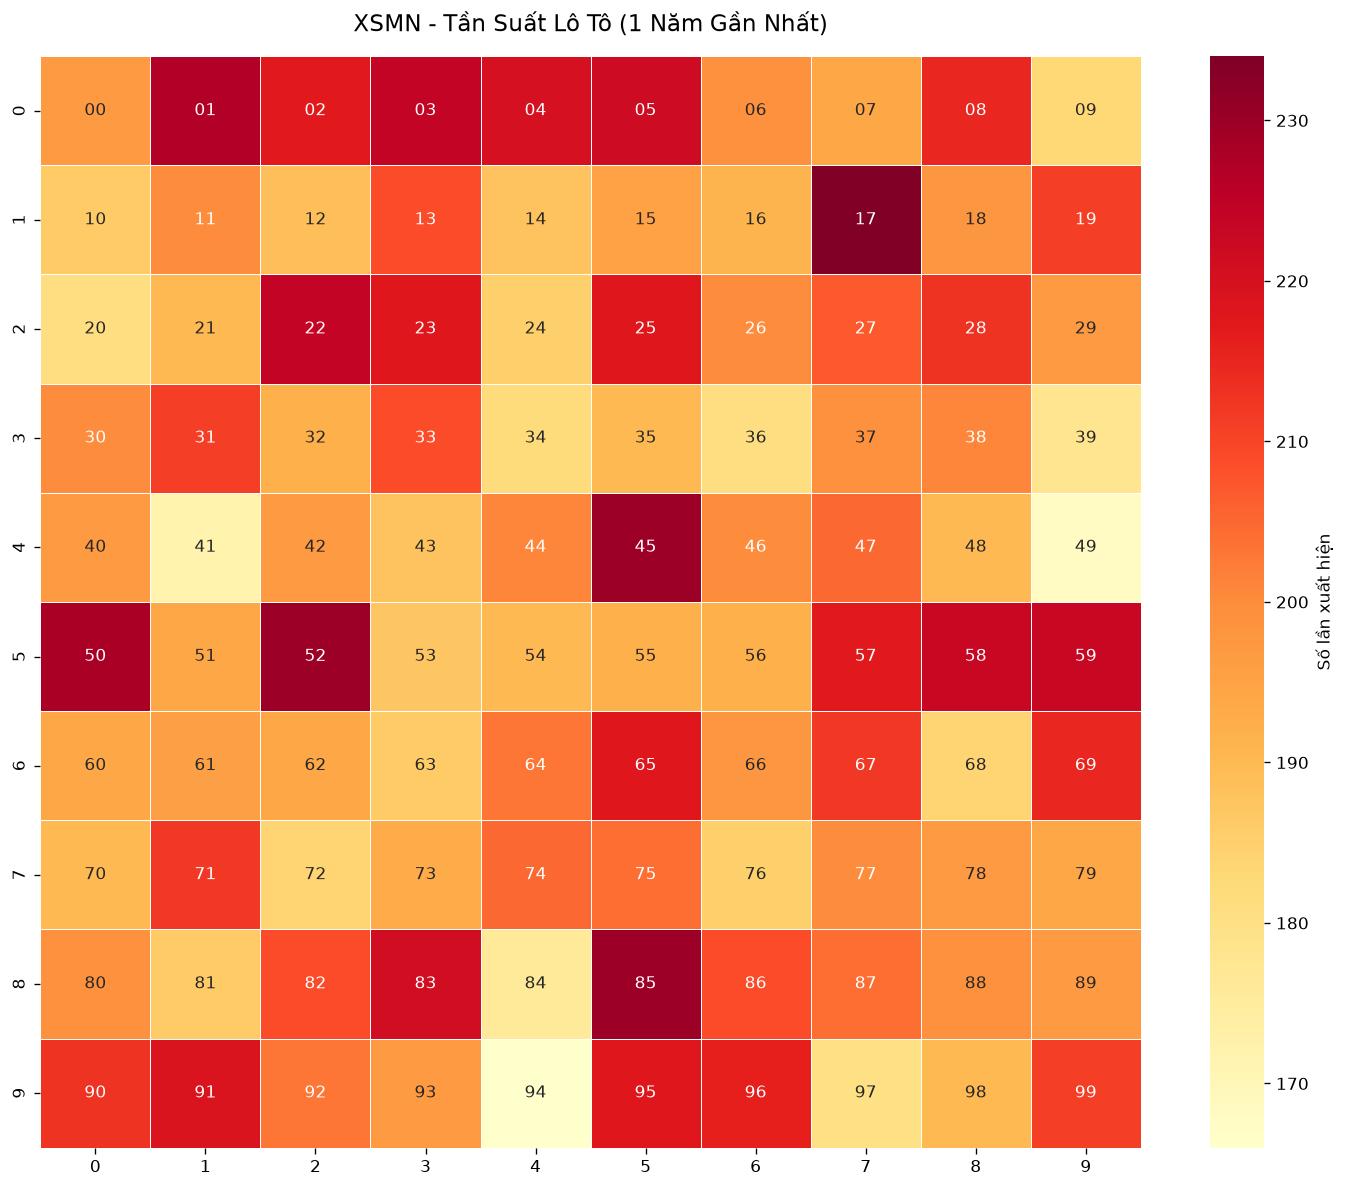 XSMN - Tần Suất Lô Tô (1 Năm Gần Nhất)
0 00 01 02 03 04 05 06 07 08 09
1 10 11 12 13 14 15 16 17 18 19
2 20 21 22 23 24 25 26 27 28 29
3 30 31 32 33 34 35 36 37 38 39
4 40 41 42 43 44 45 46 47 48 49
5 50 51 52 53 54 55 56 57 58 59
6 60 61 62 63 64 65 66 67 68 69
7 70 71 72 73 74 75 76 77 78 79
8 80 81 82 83 84 85 86 87 88 89
9 90 91 92 93 94 95 96 97 98 99
0 1 2 3 4 5 6 7 8 9
230
220
210
200
190
180
170
Số lần xuất hiện